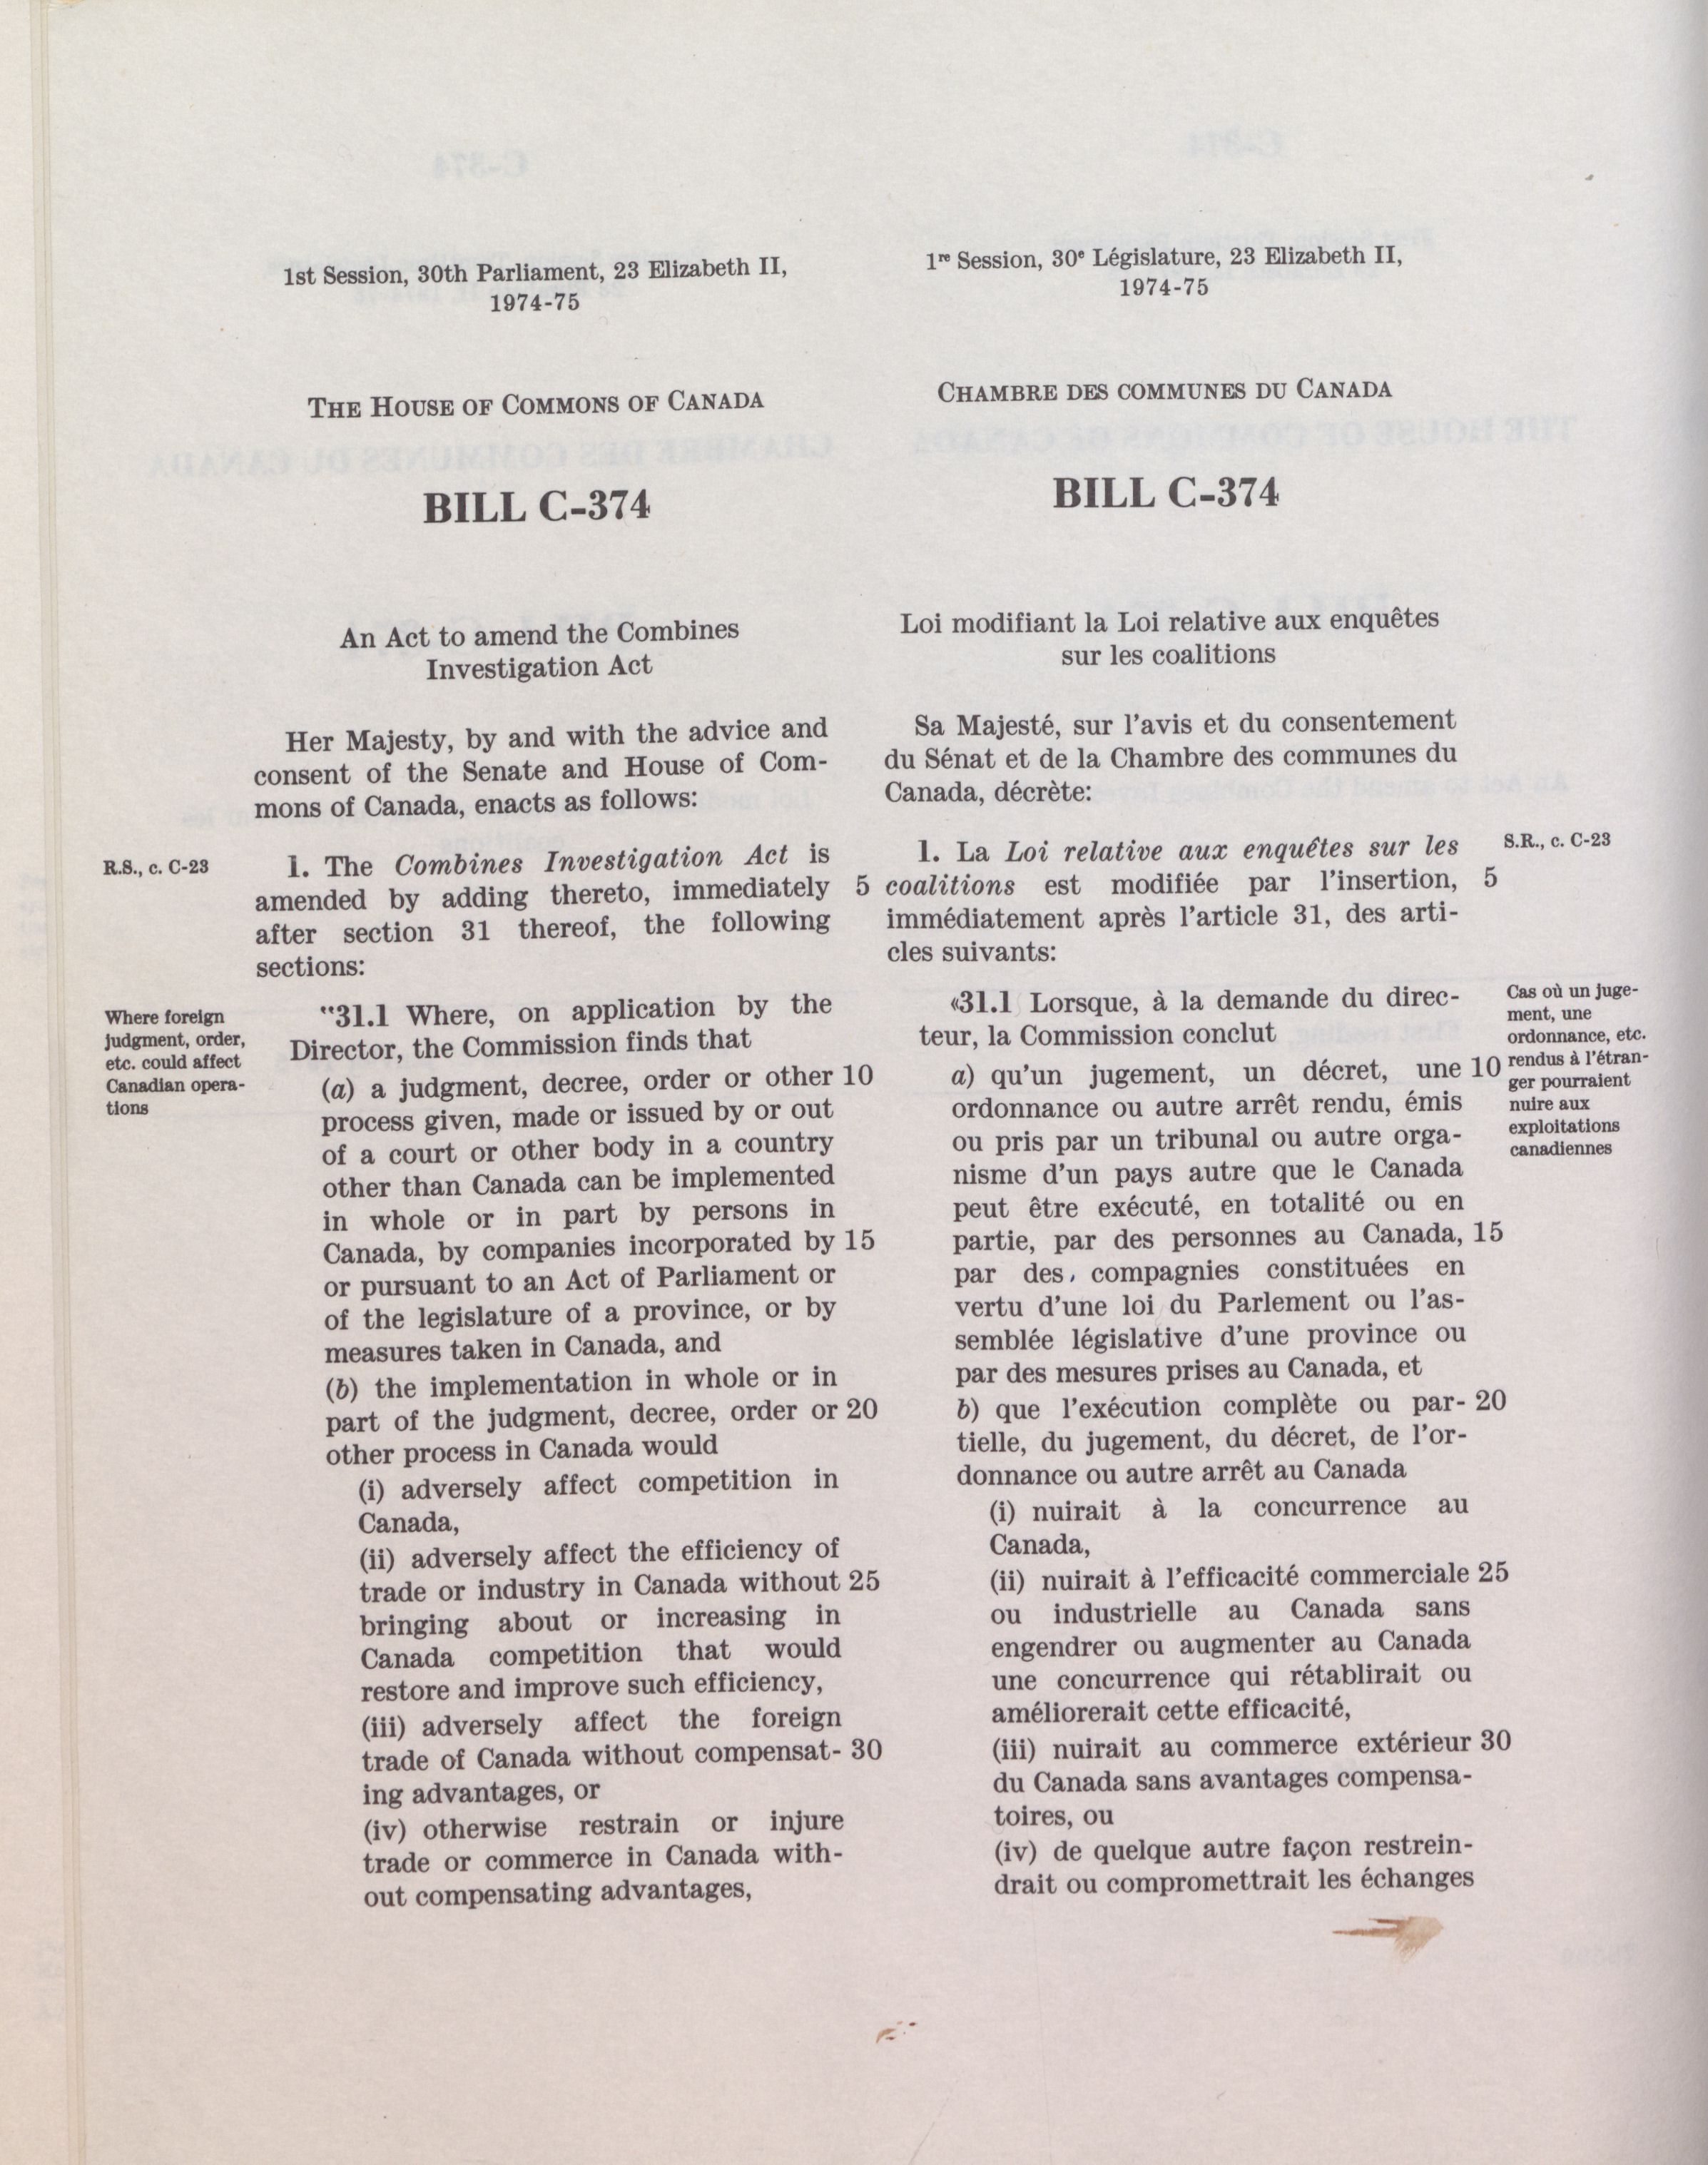 1st Session, 30th Parliament, 23 Elizabeth II,
1974-75
THE HOUSE OF COMMONS OF CANADA
BILL C-374
An Act to amend the Combines
Investigation Act
Her Majesty, by and with the advice and
consent of the Senate and House of Com-
mons of Canada, enacts as follows:
R.S., c. C-23
1. The Combines Investigation Act is
amended by adding thereto, immediately 5
after section 31 thereof, the following
sections:
Where foreign
judgment, order,
etc. could affect
Canadian opera-
tions
"31.1 Where, on application by the
Director, the Commission finds that
(a) a judgment, decree, order or other 10
process given, made or issued by or out
of a court or other body in a country
other than Canada can be implemented
in whole or in part by persons in
Canada, by companies incorporated by 15
or pursuant to an Act of Parliament or
of the legislature of a province, or by
measures taken in Canada, and
(b) the implementation in whole or in
part of the judgment, decree, order or 20
other process in Canada would
(i) adversely affect competition in
Canada,
(ii) adversely affect the efficiency of
trade or industry in Canada without 25
bringing about or increasing in
Canada competition that would
restore and improve such efficiency,
(iii) adversely affect the foreign
trade of Canada without compensat- 30
ing advantages, or
(iv) otherwise restrain or injure
trade or commerce in Canada with-
out compensating advantages,
1re Session, 30e Législature, 23 Elizabeth II,
1974-75
CHAMBRE DES COMMUNES DU CANADA
BILL C-374
Loi modifiant la Loi relative aux enquêtes
sur les coalitions
Sa Majesté, sur l'avis et du consentement
du Sénat et de la Chambre des communes du
Canada, décrète:
1. La Loi relative aux enquêtes sur les
coalitions est modifiée par l'insertion, 5
immédiatement après l'article 31, des arti-
cles suivants:
S.R., c. C-23
«31.1 Lorsque, à la demande du direc-
teur, la Commission conclut
a) qu'un jugement, un décret, une 10
ordonnance ou autre arrêt rendu, émis
ou pris par un tribunal ou autre orga-
nisme d'un pays autre que le Canada
peut être exécuté, en totalité ou en
partie, par des personnes au Canada, 15
par des compagnies constituées en
vertu d'une loi du Parlement ou l'as-
semblée législative d'une province ou
par des mesures prises au Canada, et
b) que l'exécution complète ou par- 20
tielle, du jugement, du décret, de l'or-
donnance ou autre arrêt au Canada
(i) nuirait à la concurrence au
Canada,
(ii) nuirait à l'efficacité commerciale 25
ou industrielle au Canada sans
engendrer ou augmenter au Canada
une concurrence qui rétablirait ou
améliorerait cette efficacité,
(iii) nuirait au commerce extérieur 30
du Canada sans avantages compensa-
toires, ou
(iv) de quelque autre façon restrein-
drait ou compromettrait les échanges
Cas où un juge-
ment, une
ordonnance, etc.
rendus à l'étran-
ger pourraient
nuire aux
exploitations
canadiennes